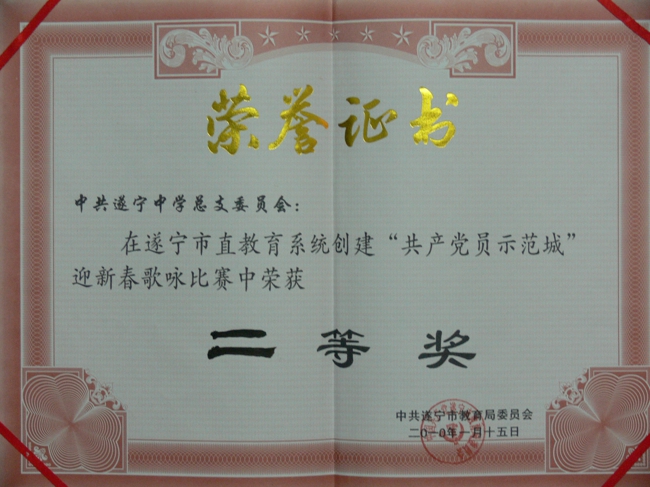 荣誉证书
中共遂宁中学总支委员会：
在遂宁市直教育系统创建“共产党员示范城”
迎新春歌咏比赛中荣获
二等奖
中共遂宁市教育局委员会
二〇一〇年一月十五日